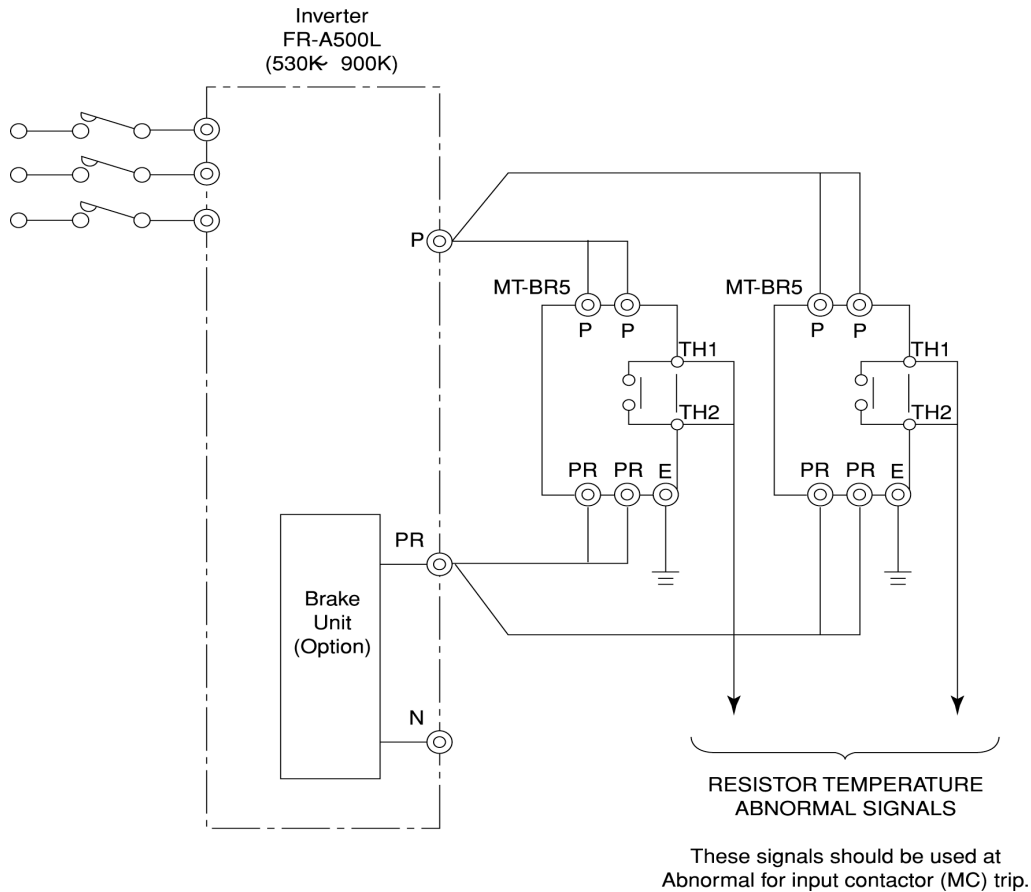 Inverter
FR-A500L
(530K~ 900K)
P
MT-BR5
MT-BR5
P P
P P
TH1
TH1
TH2
TH2
PR PR E
PR PR E
PR
Brake
Unit
(Option)
N
RESISTOR TEMPERATURE
ABNORMAL SIGNALS
These signals should be used at
Abnormal for input contactor (MC) trip.